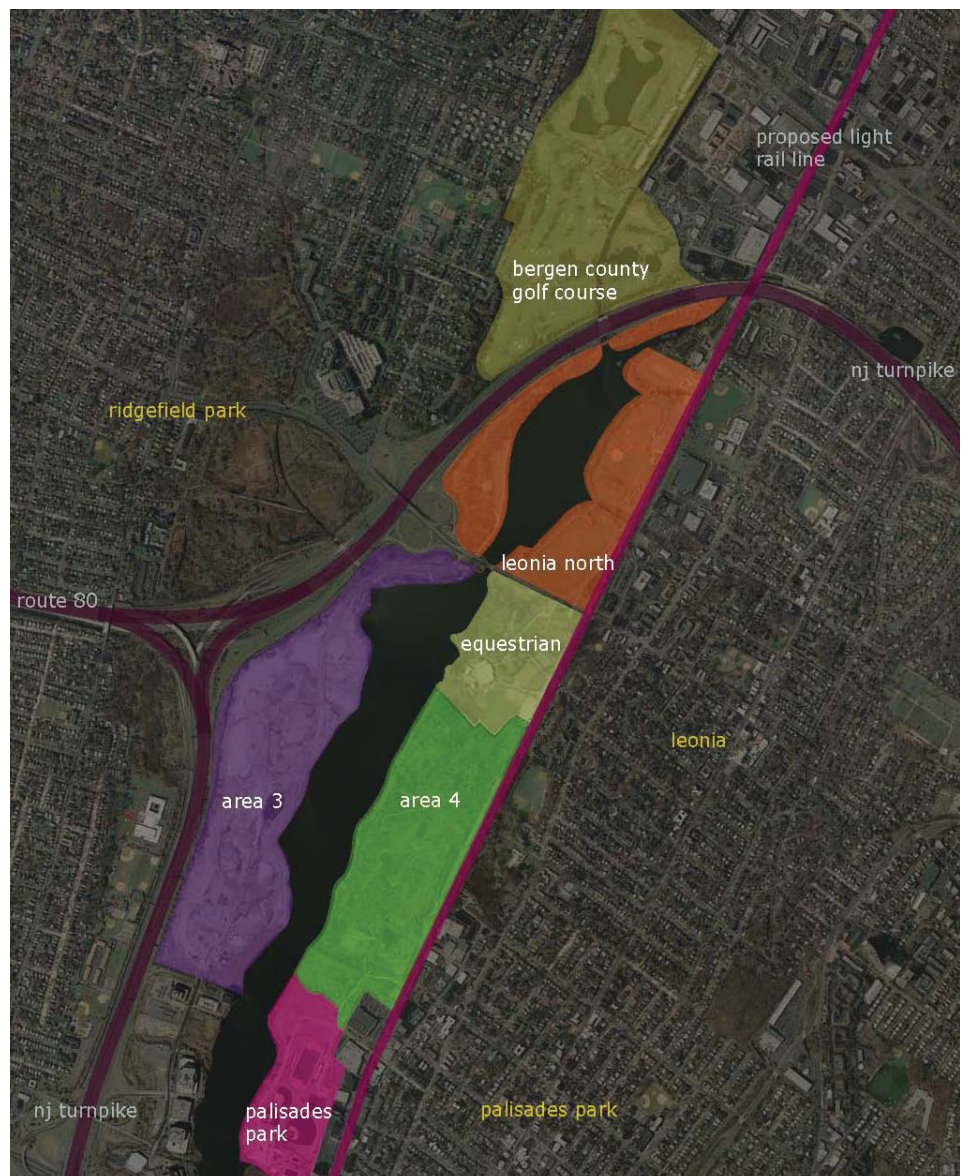 proposed light
rail line
bergen county
golf course
nj turnpike
ridgefield park
leonia north
route 80
equestrian
leonia
area 3
area 4
nj turnpike
palisades
park
palisades park